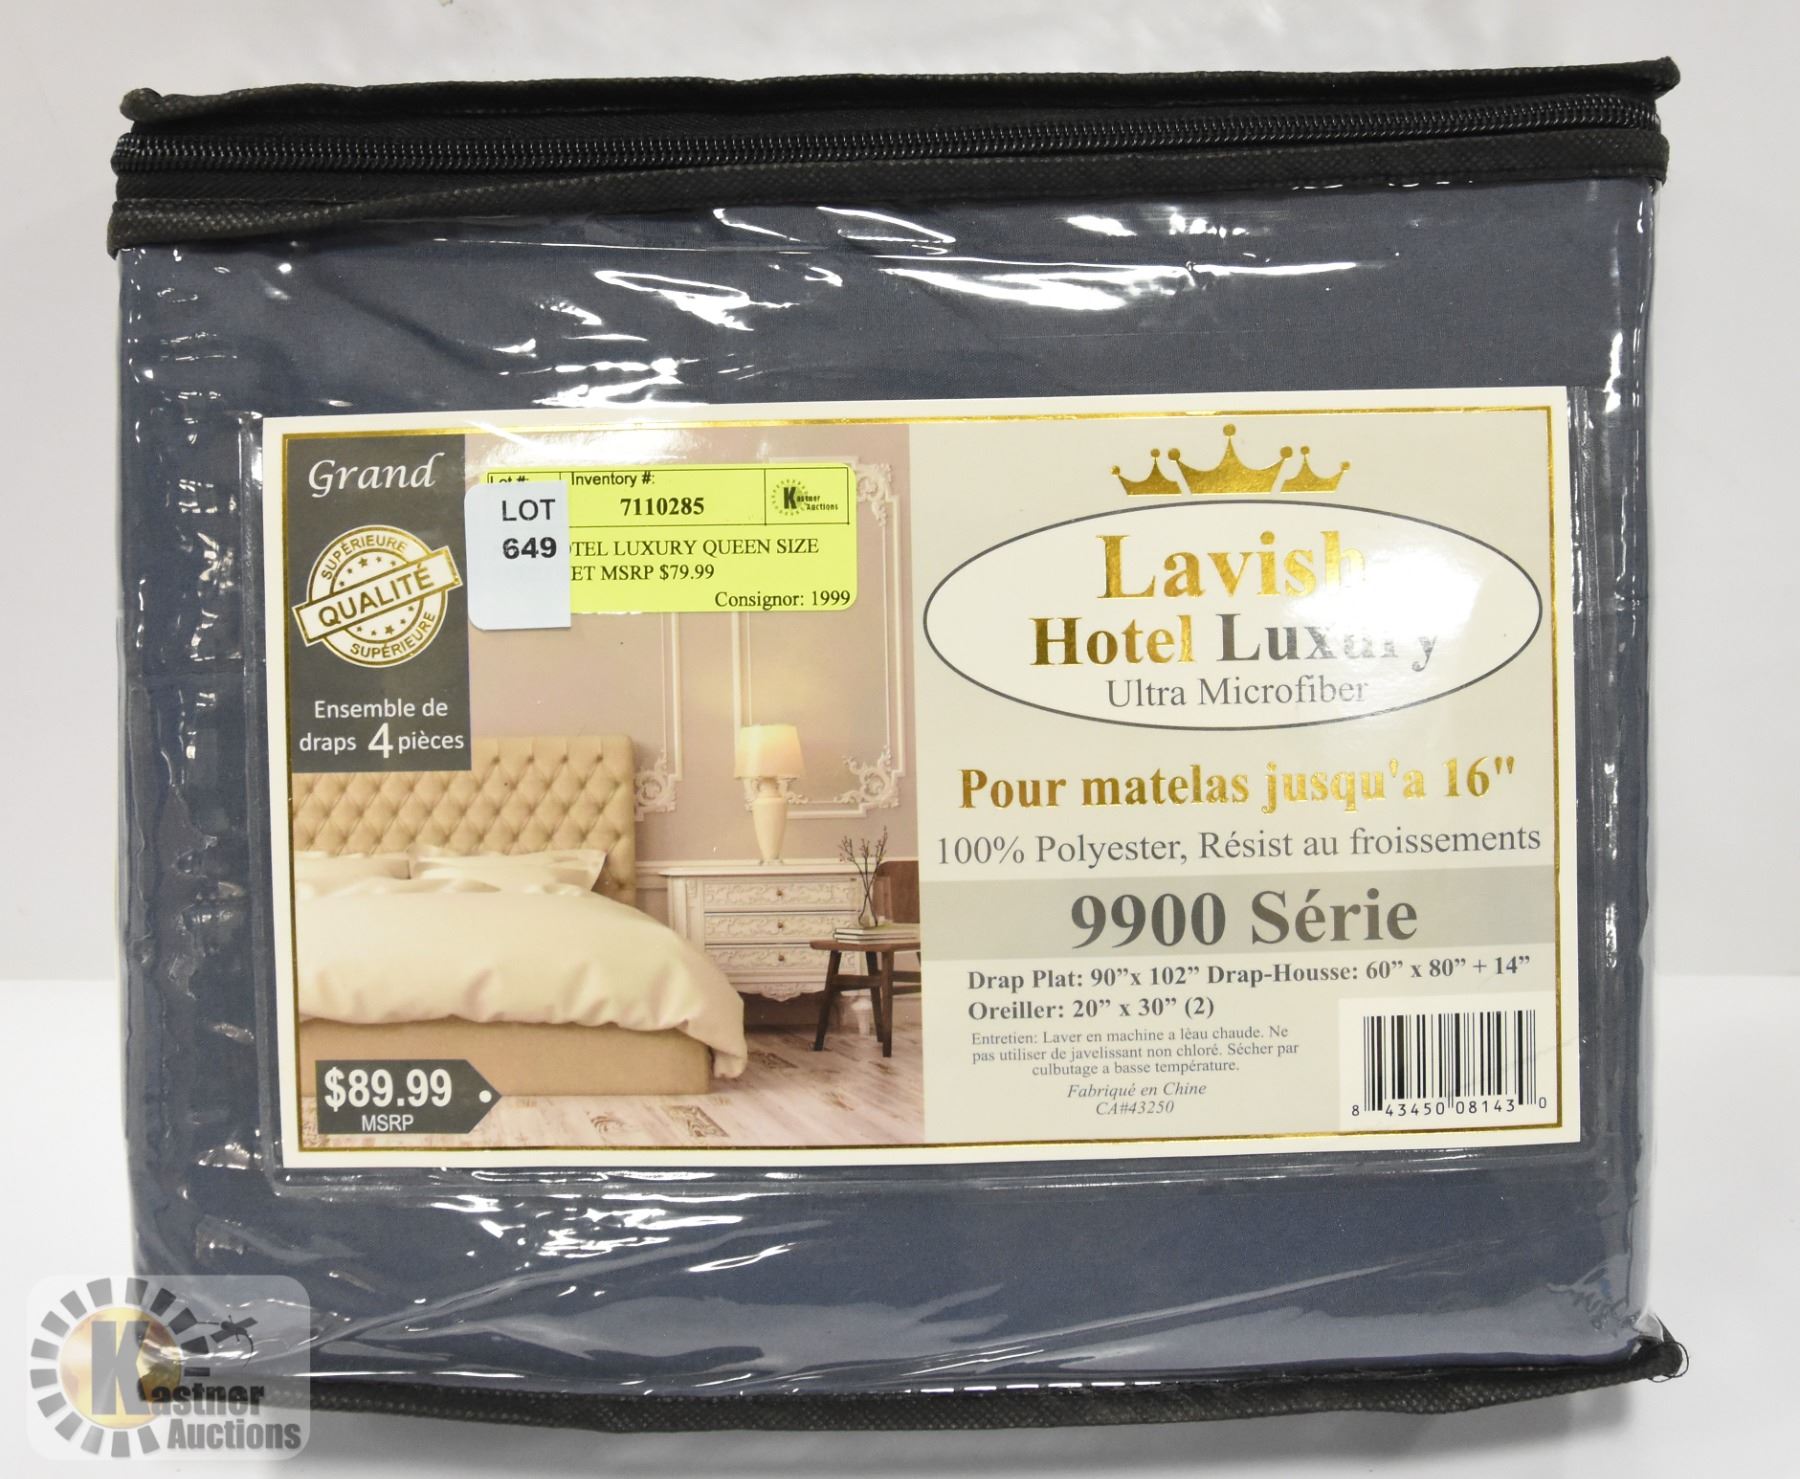 Grand
SUPÉRIEURE
QUALITÉ
SUPÉRIEURE
Ensemble de
draps 4 pièces
Inventory #:
7110285
Kastner
Auctions
LOT
649
LUXURY QUEEN SIZE
MSRP $79.99
Consignor: 1999
$89.99
MSRP
Lavish
Hotel Luxury
Ultra Microfiber
Pour matelas jusqu'a 16"
100% Polyester, Résist au froissements
9900 Série
Drap Plat: 90”x 102” Drap-Housse: 60” x 80” + 14”
Oreiller: 20” x 30” (2)
Entretien: Laver en machine a lèau chaude. Ne
pas utiliser de javelissant non chloré. Sécher par
culbutage a basse température.
Fabriqué en Chine
CA#43250
8 43450 08143 0
Kastner
Auctions